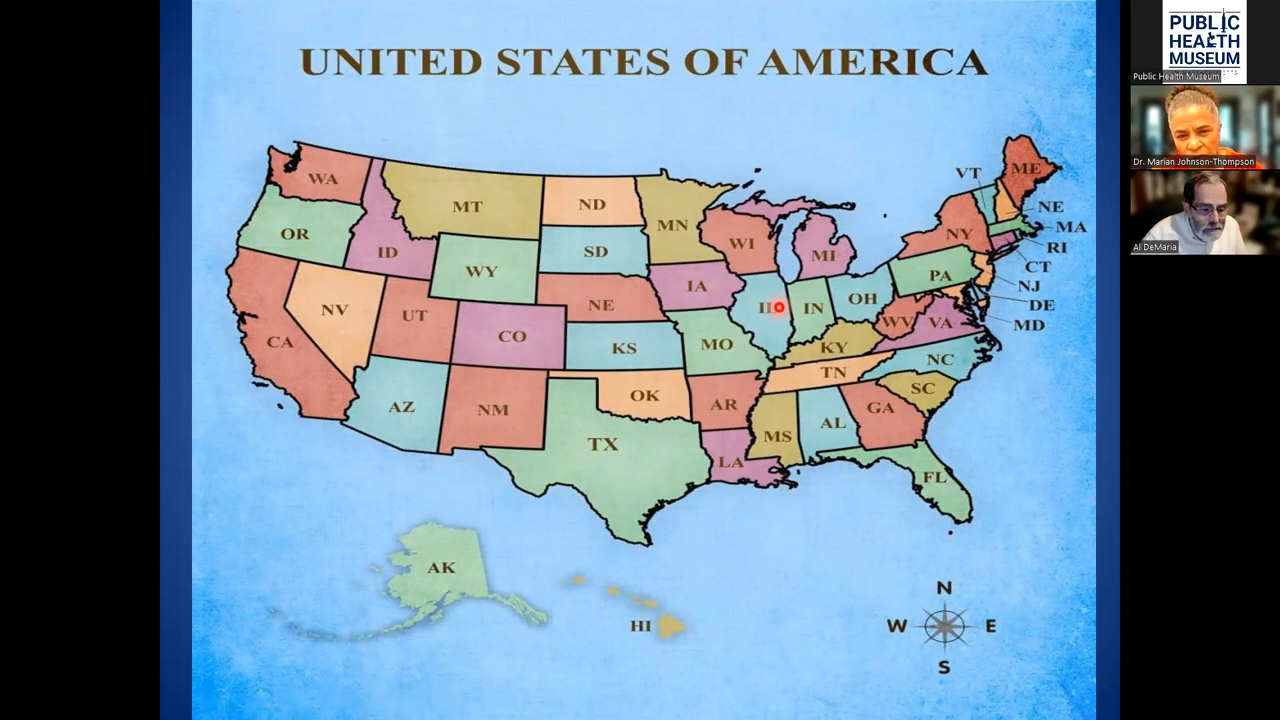 UNITED STATES OF AMERICA
WA
MT
ND
MN
VT
ME
OR
ID
SD
WI
MI
NY
NE
MA
RI
CT
NJ
DE
MD
WY
IA
PA
NV
UT
CO
NE
IN
OH
WV
VA
CA
KS
MO
KY
NC
AZ
NM
OK
AR
TN
SC
TX
MS
AL
GA
LA
FL
AK
HI
N
W
E
S
PUBLIC
HEALTH
MUSEUM
Public Health Museum
Dr. Marian Johnson-Thompson
Al DeMaria